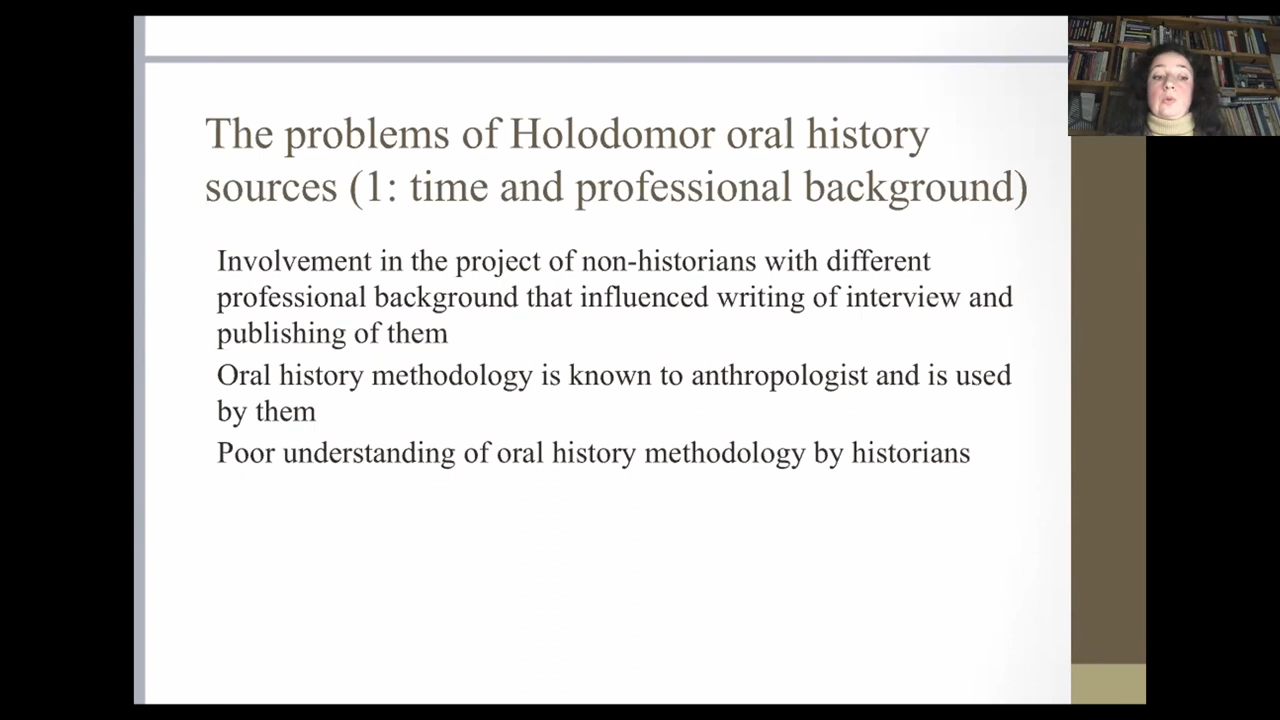 The problems of Holodomor oral history
sources (1: time and professional background)
Involvement in the project of non-historians with different
professional background that influenced writing of interview and
publishing of them
Oral history methodology is known to anthropologist and is used
by them
Poor understanding of oral history methodology by historians